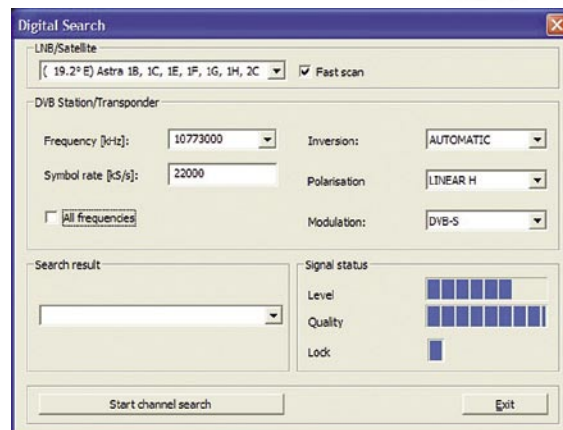 Digital Search
LNB/Satellite
( 19.2º E) Astra 1B, 1C, 1E, 1F, 1G, 1H, 2C
Fast scan
DVB Station/Transponder
Frequency [kHz]: 10773000 Inversion: AUTOMATIC
Symbol rate [kS/s]: 22000 Polarisation LINEAR H
All frequencies Modulation: DVB-S
Search result
Signal status
Level
Quality
Lock
Start channel search Exit